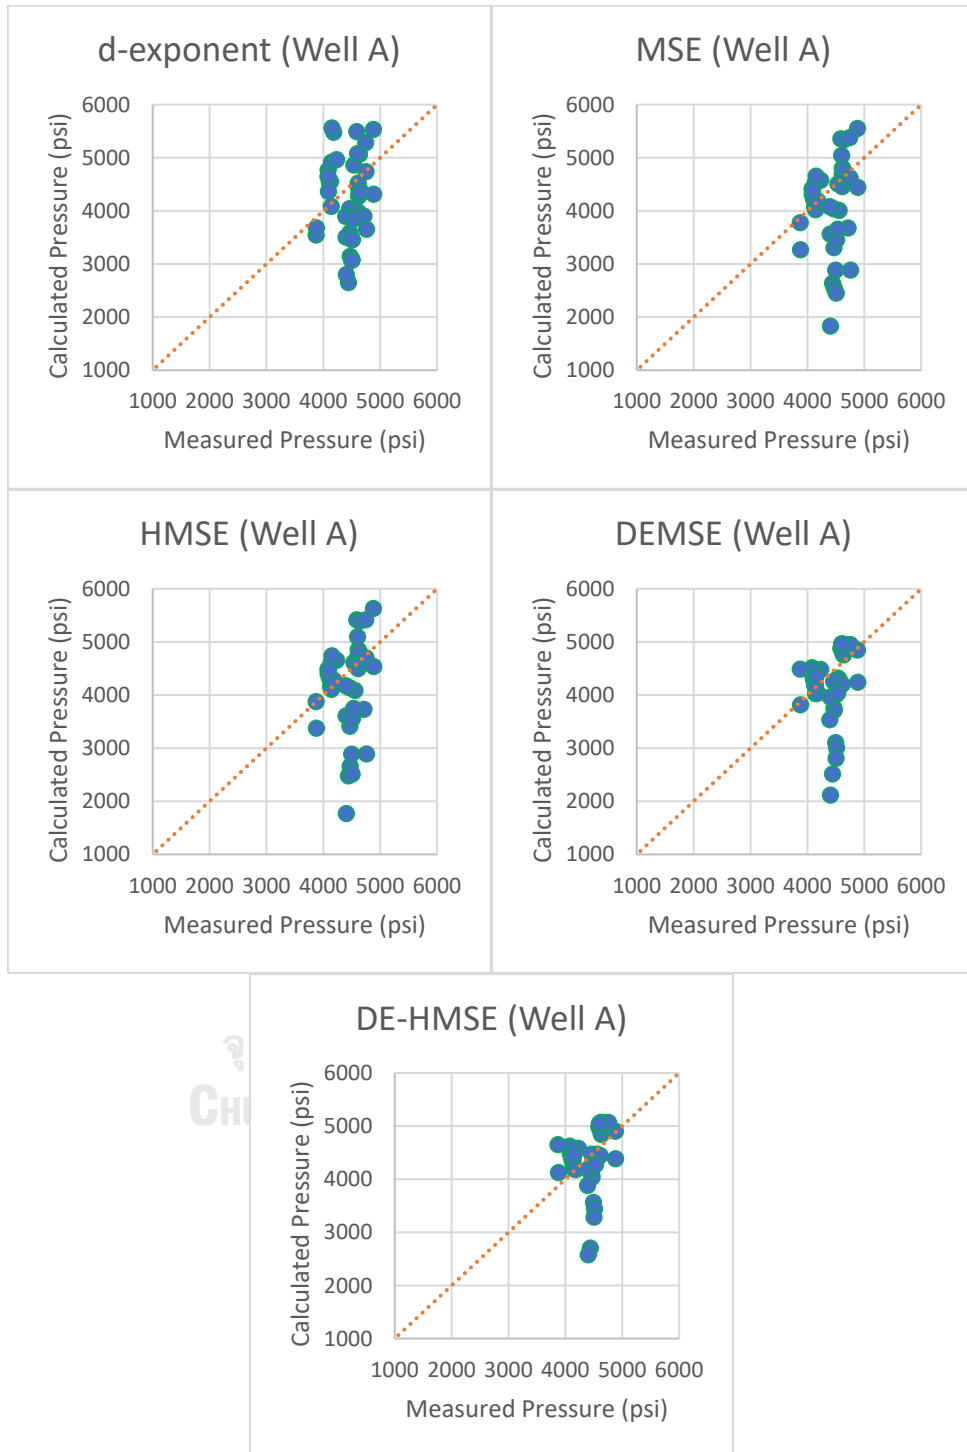 d-exponent (Well A)
Calculated Pressure (psi)
6000
5000
4000
3000
2000
1000
1000 2000 3000 4000 5000 6000
Measured Pressure (psi)
MSE (Well A)
Calculated Pressure (psi)
6000
5000
4000
3000
2000
1000
1000 2000 3000 4000 5000 6000
Measured Pressure (psi)
HMSE (Well A)
Calculated Pressure (psi)
6000
5000
4000
3000
2000
1000
1000 2000 3000 4000 5000 6000
Measured Pressure (psi)
DEMSE (Well A)
Calculated Pressure (psi)
6000
5000
4000
3000
2000
1000
1000 2000 3000 4000 5000 6000
Measured Pressure (psi)
DE-HMSE (Well A)
Calculated Pressure (psi)
6000
5000
4000
3000
2000
1000
1000 2000 3000 4000 5000 6000
Measured Pressure (psi)